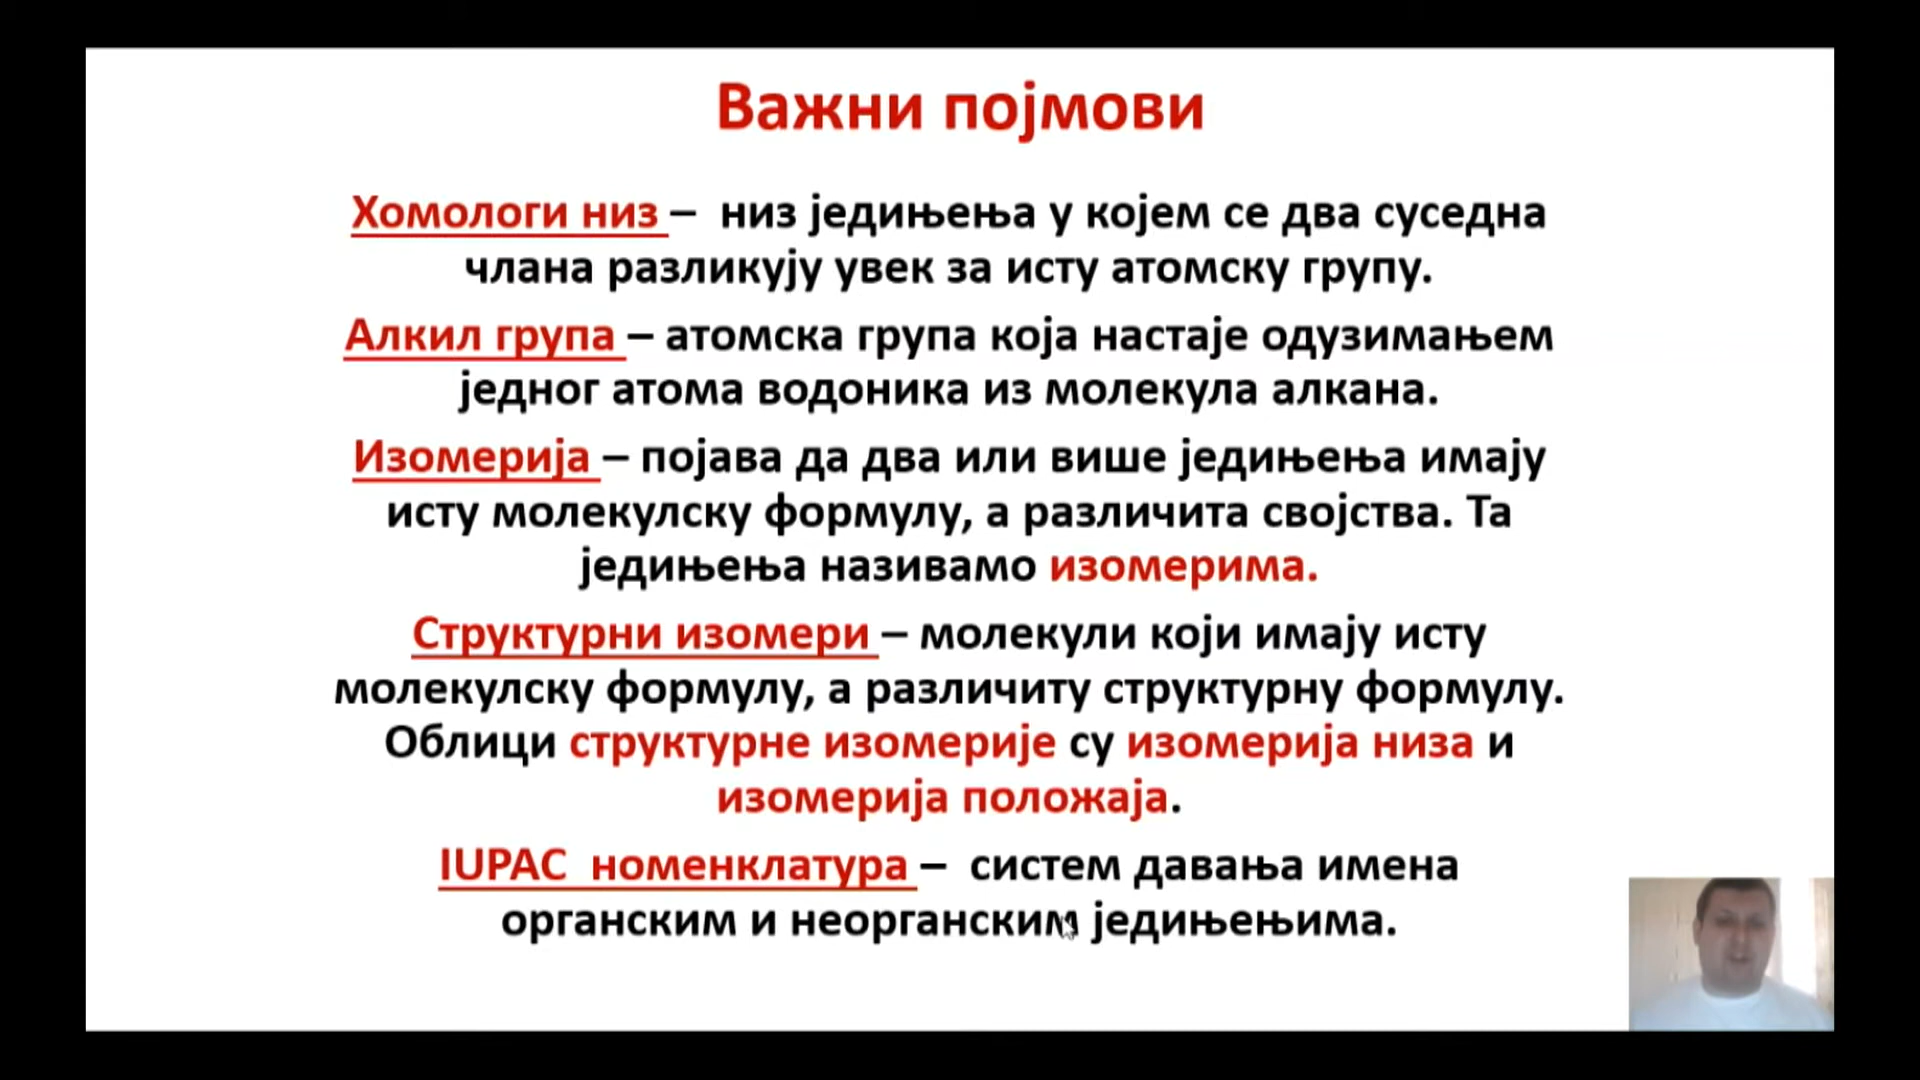 Важни појмови
Хомологи низ – низ једињења у којем се два суседна
члана разликују увек за исту атомску групу.
Алкил група – атомска група која настаје одузимањем
једног атома водоника из молекула алкана.
Изомерија – појава да два или више једињења имају
исту молекулску формулу, а различита својства. Та
једињења називамо изомерима.
Структурни изомери – молекули који имају исту
молекулску формулу, а различиту структурну формулу.
Облици структурне изомерије су изомерија низа и
изомерија положаја.
IUPAC номенклатура – систем давања имена
органским и неорганским једињењима.